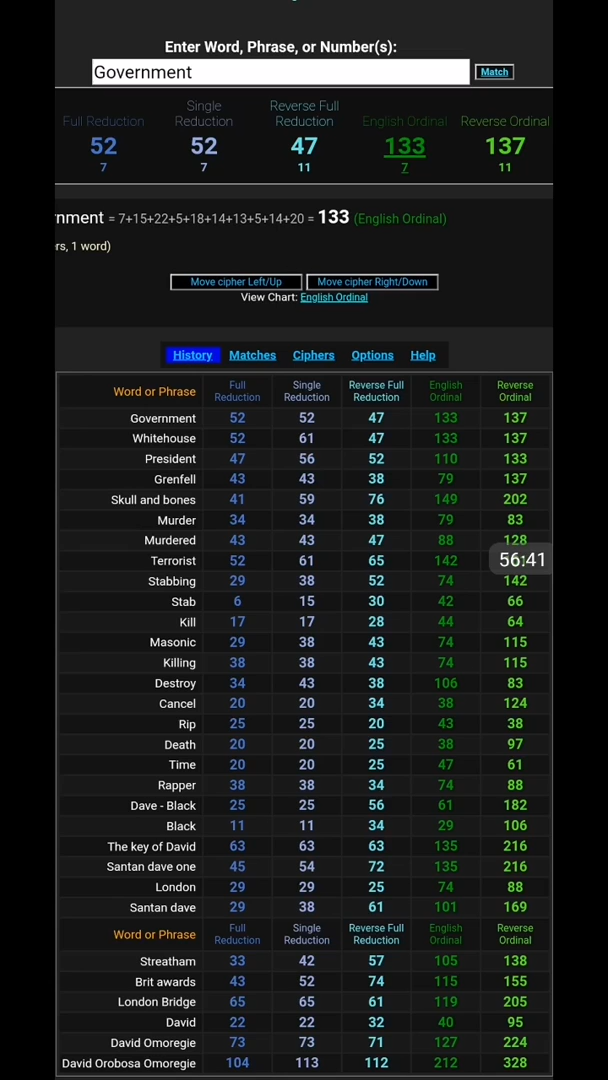 Enter Word, Phrase, or Number(s):
Government Match
Full Reduction Single Reduction Reverse Full Reduction English Ordinal Reverse Ordinal
52 52 47 133 137
7 7 11 7 11
rnment = 7+15+22+5+18+14+13+5+14+20 = 133 (English Ordinal)
rs, 1 word)
Move cipher Left/Up Move cipher Right/Down
View Chart: English Ordinal
History Matches Ciphers Options Help
Word or Phrase Full Reduction Single Reduction Reverse Full Reduction English Ordinal Reverse Ordinal
Government 52 52 47 133 137
Whitehouse 52 61 47 133 137
President 47 56 52 110 133
Grenfell 43 43 38 79 137
Skull and bones 41 59 76 149 202
Murder 34 34 38 79 83
Murdered 43 43 47 88 128
Terrorist 52 61 65 142
56:41
Stabbing 29 38 52 74 142
Stab 6 15 30 42 66
Kill 17 17 28 44 64
Masonic 29 38 43 74 115
Killing 38 38 43 74 115
Destroy 34 43 38 106 83
Cancel 20 20 34 38 124
Rip 25 25 20 43 38
Death 20 20 25 38 97
Time 20 20 25 47 61
Rapper 38 38 34 74 88
Dave - Black 25 25 56 61 182
Black 11 11 34 29 106
The key of David 63 63 63 135 216
Santan dave one 45 54 72 135 216
London 29 29 25 74 88
Santan dave 29 38 61 101 169
Word or Phrase Full Reduction Single Reduction Reverse Full Reduction English Ordinal Reverse Ordinal
Streatham 33 42 57 105 138
Brit awards 43 52 74 115 155
London Bridge 65 65 61 119 205
David 22 22 32 40 95
David Omoregie 73 73 71 127 224
David Orobosa Omoregie 104 113 112 212 328